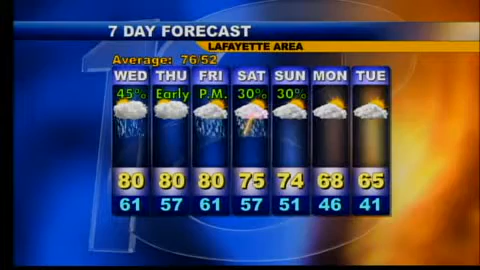 7 DAY FORECAST
LAFAYETTE AREA
Average: 76/52
WED THU FRI SAT SUN MON TUE
45% Early P.M. 30% 30%
80 80 80 75 74 68 65
61 57 61 57 51 46 41